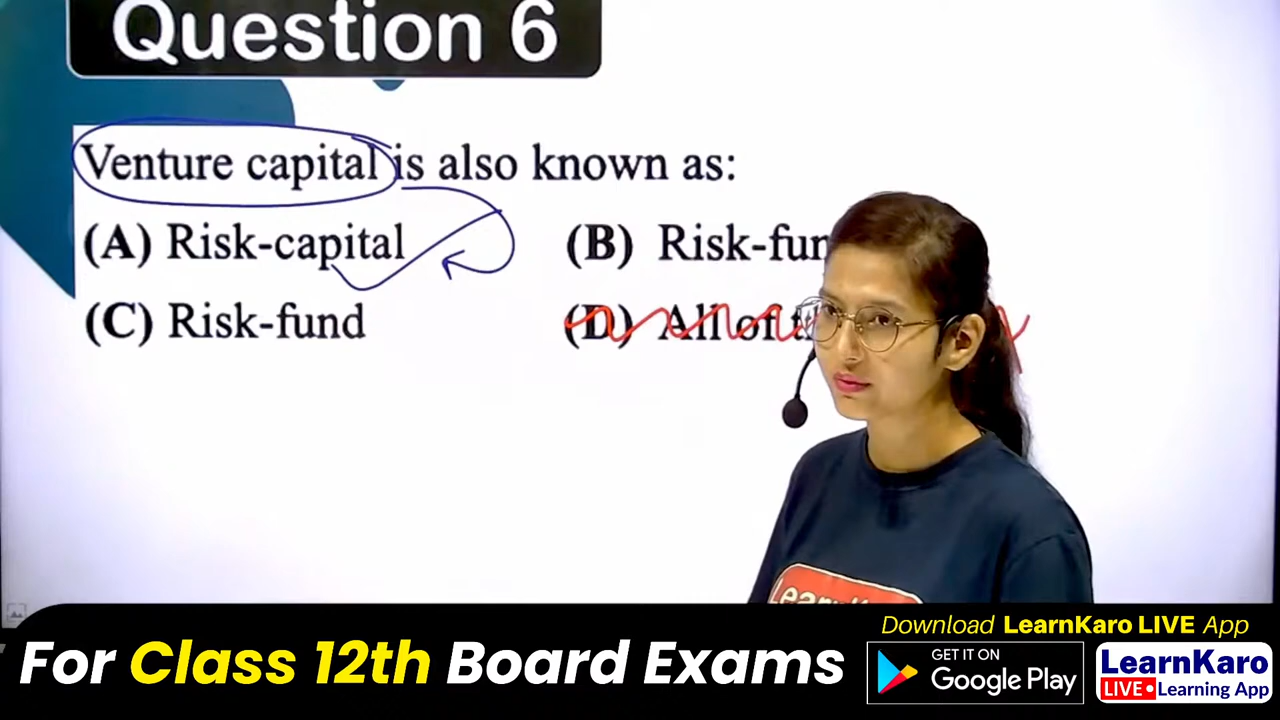 Question 6
Venture capital is also known as:
(A) Risk-capital
(B) Risk-fun
(C) Risk-fund
(D) All of
For Class 12th Board Exams
Download LearnKaro LIVE App
GET IT ON
Google Play
LearnKaro
LIVE Learning App